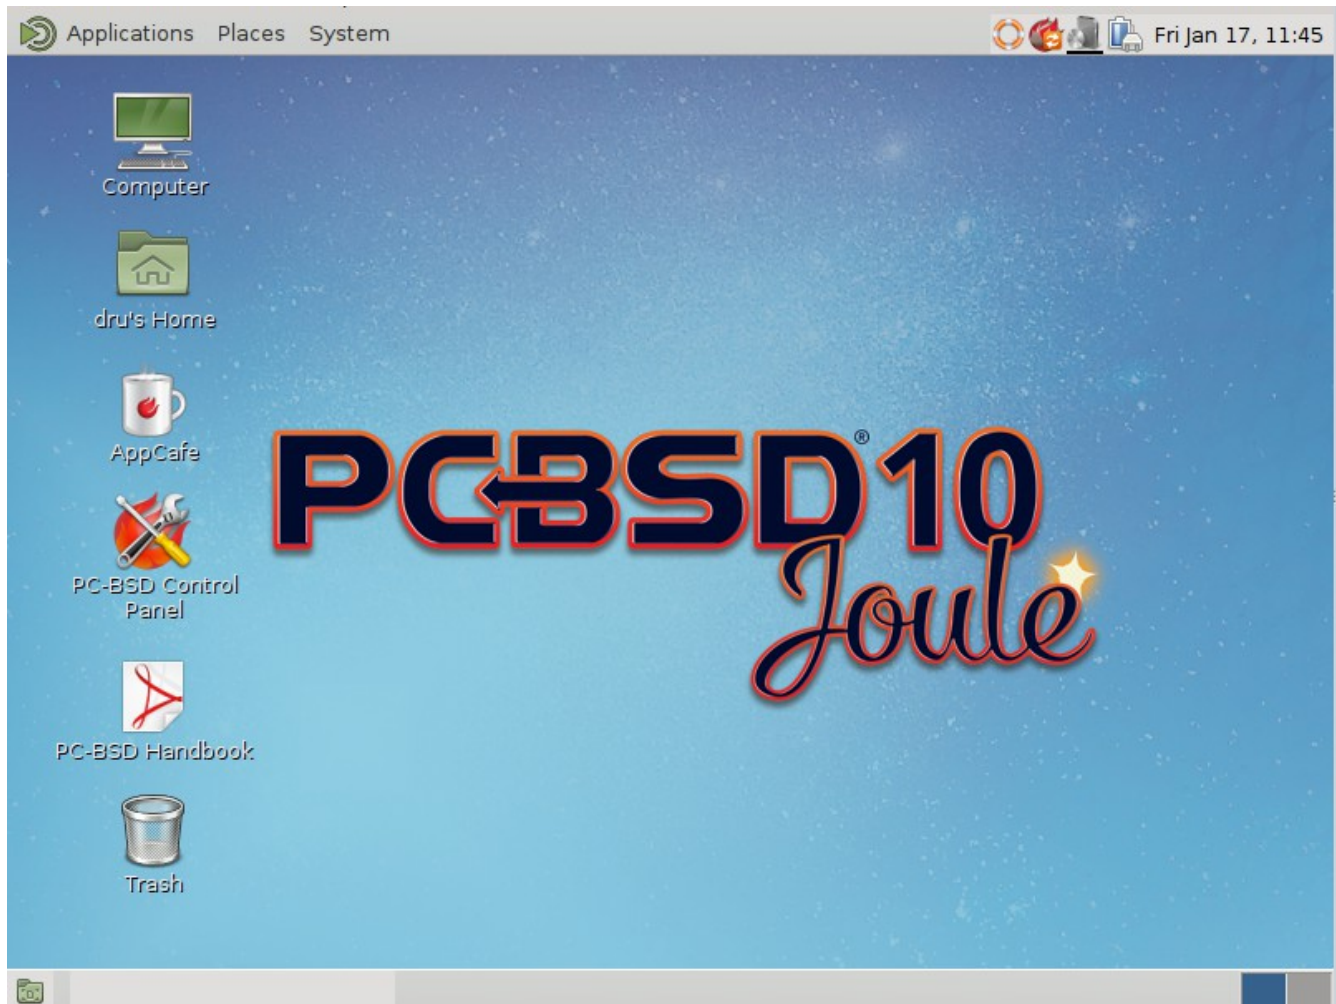 Applications Places System Fri Jan 17, 11:45
Computer
dru's Home
AppCafe
PC-BSD Control
Panel
PC-BSD Handbook
Trash
PCBSD®10
Joule